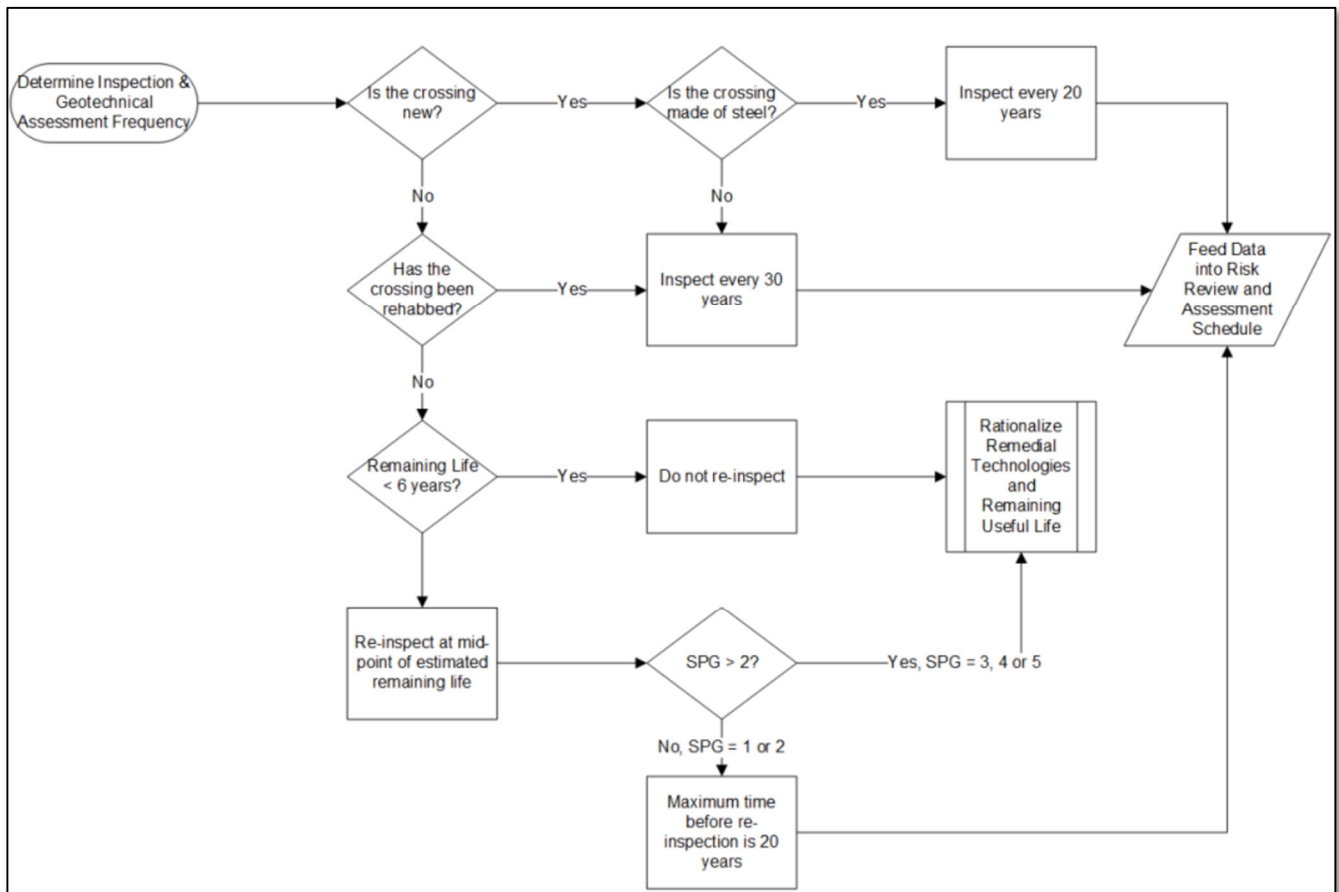 Determine Inspection &
Geotechnical
Assessment Frequency
Is the crossing
new?
Yes
Is the crossing
made of steel?
Yes
Inspect every 20
years
No
No
Has the
crossing been
rehabbed?
Yes
Inspect every 30
years
Feed Data
into Risk
Review and
Assessment
Schedule
No
Remaining Life
< 6 years?
Yes
Do not re-inspect
Rationalize
Remedial
Technologies
and
Remaining
Useful Life
Re-inspect at mid-
point of estimated
remaining life
SPG > 2?
Yes, SPG = 3, 4 or 5
No, SPG = 1 or 2
Maximum time
before re-
inspection is 20
years